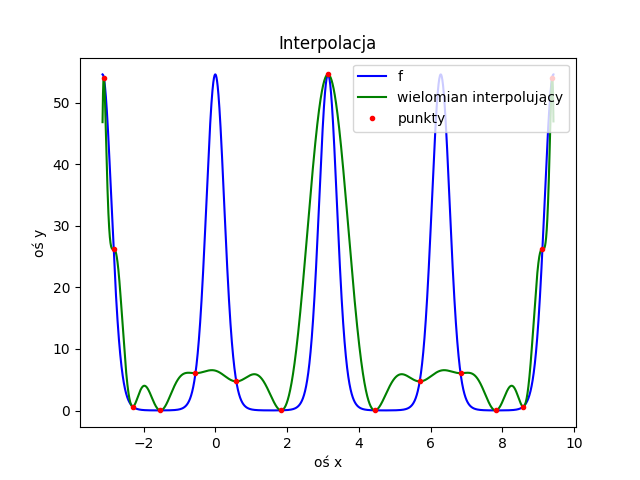 Interpolacja
f
wielomian interpolujący
punkty
oś y
50
40
30
20
10
0
−2
0
2
4
6
8
10
oś x